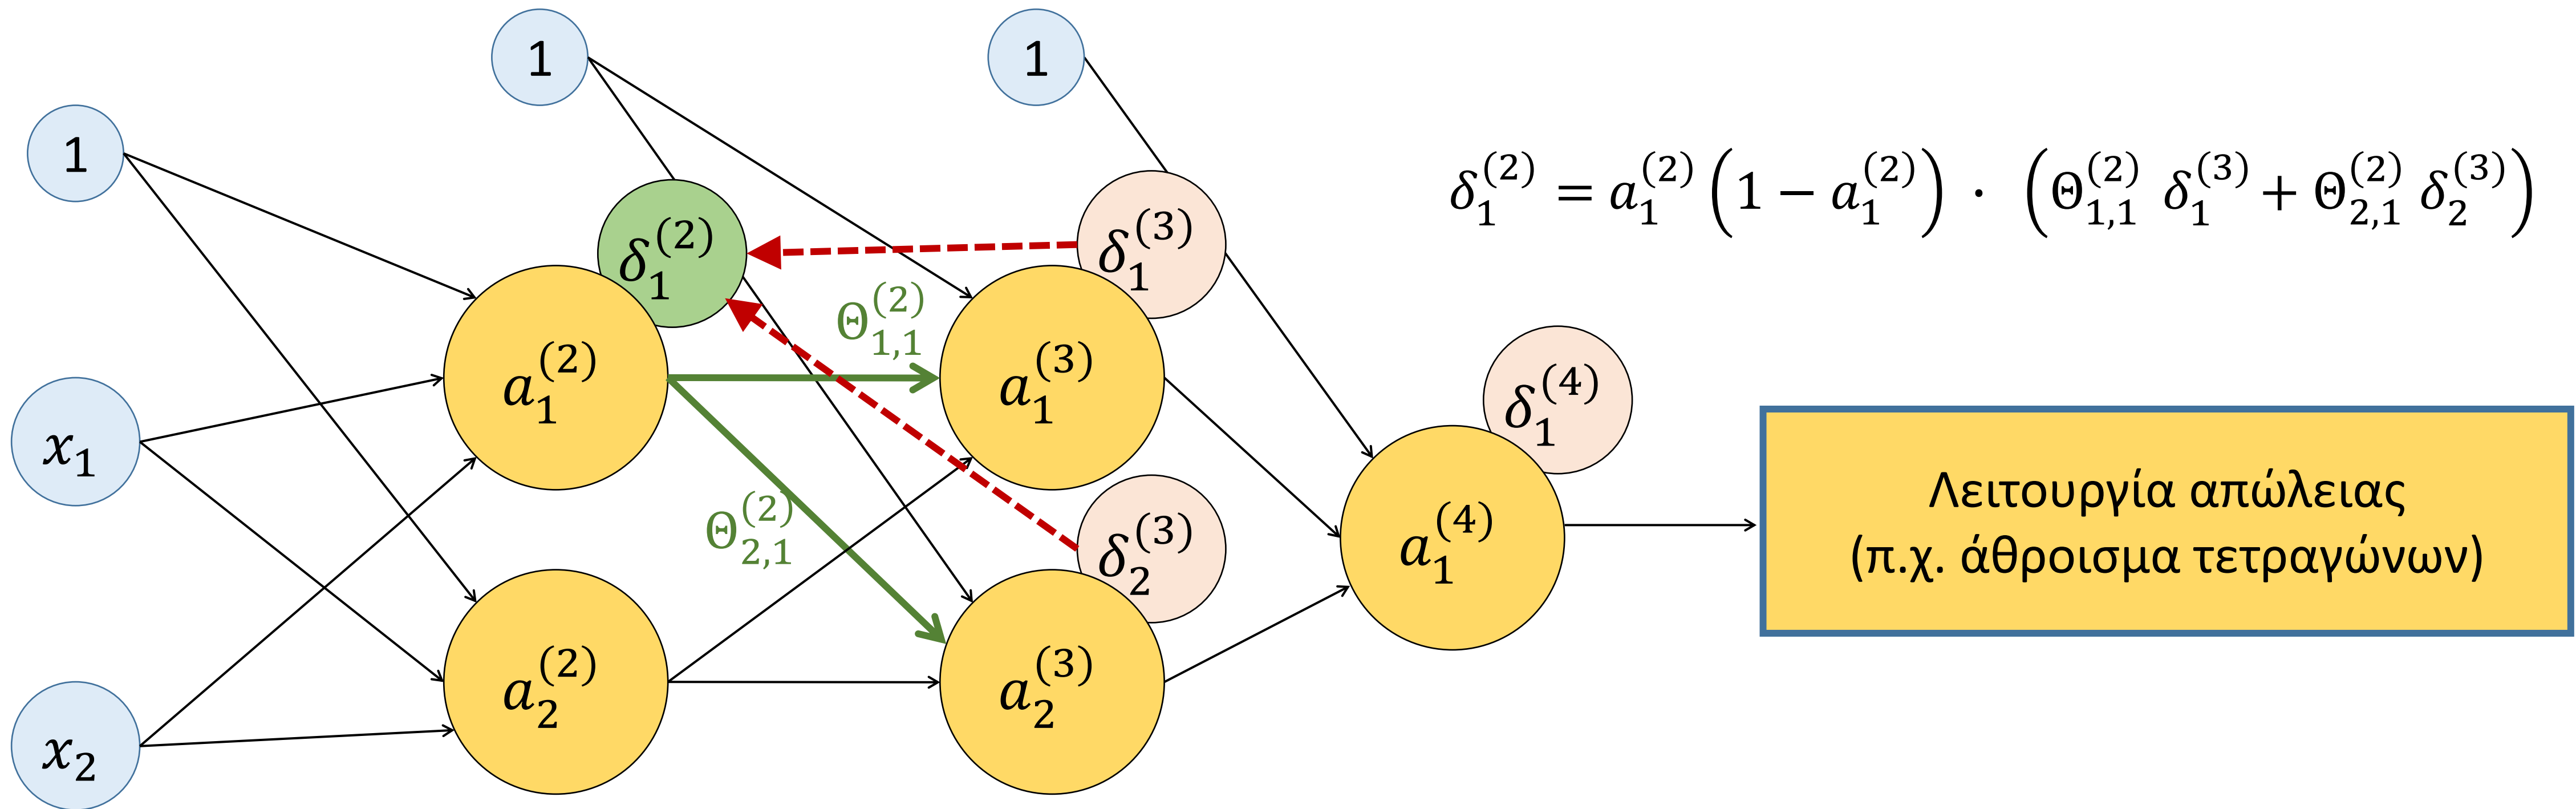 1
1
1
δ_1^(2) = a_1^(2) (1 − a_1^(2)) · (Θ_{1,1}^(2) δ_1^(3) + Θ_{2,1}^(2) δ_2^(3))
δ_1^(2)
δ_1^(3)
Θ_{1,1}^(2)
a_1^(2)
a_1^(3)
δ_1^(4)
x_1
Θ_{2,1}^(2)
δ_2^(3)
a_1^(4)
Λειτουργία απώλειας
(π.χ. άθροισμα τετραγώνων)
a_2^(2)
a_2^(3)
x_2